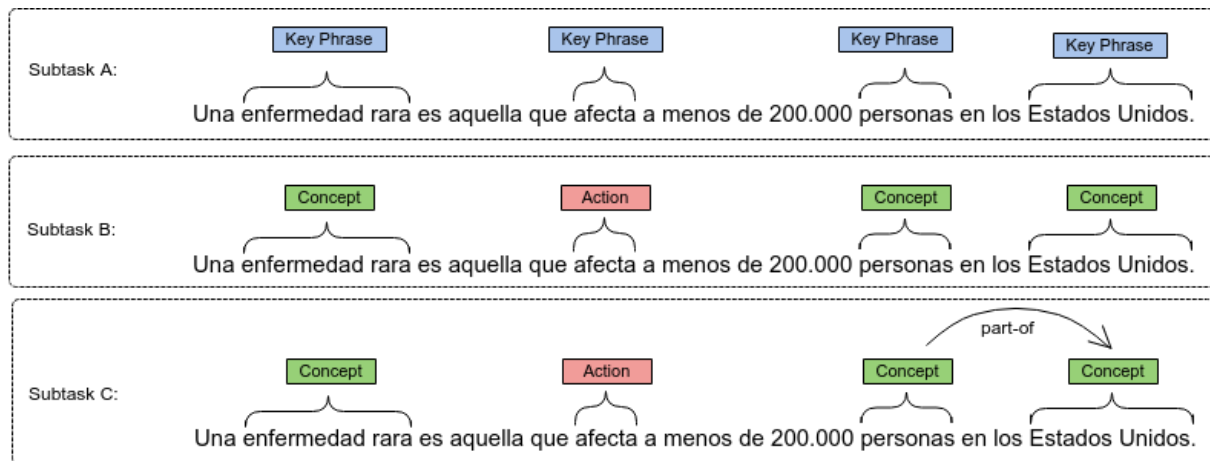 Key Phrase Key Phrase Key Phrase Key Phrase
Subtask A:
Una enfermedad rara es aquella que afecta a menos de 200.000 personas en los Estados Unidos.
Concept Action Concept Concept
Subtask B:
Una enfermedad rara es aquella que afecta a menos de 200.000 personas en los Estados Unidos.
part-of
Concept Action Concept Concept
Subtask C:
Una enfermedad rara es aquella que afecta a menos de 200.000 personas en los Estados Unidos.